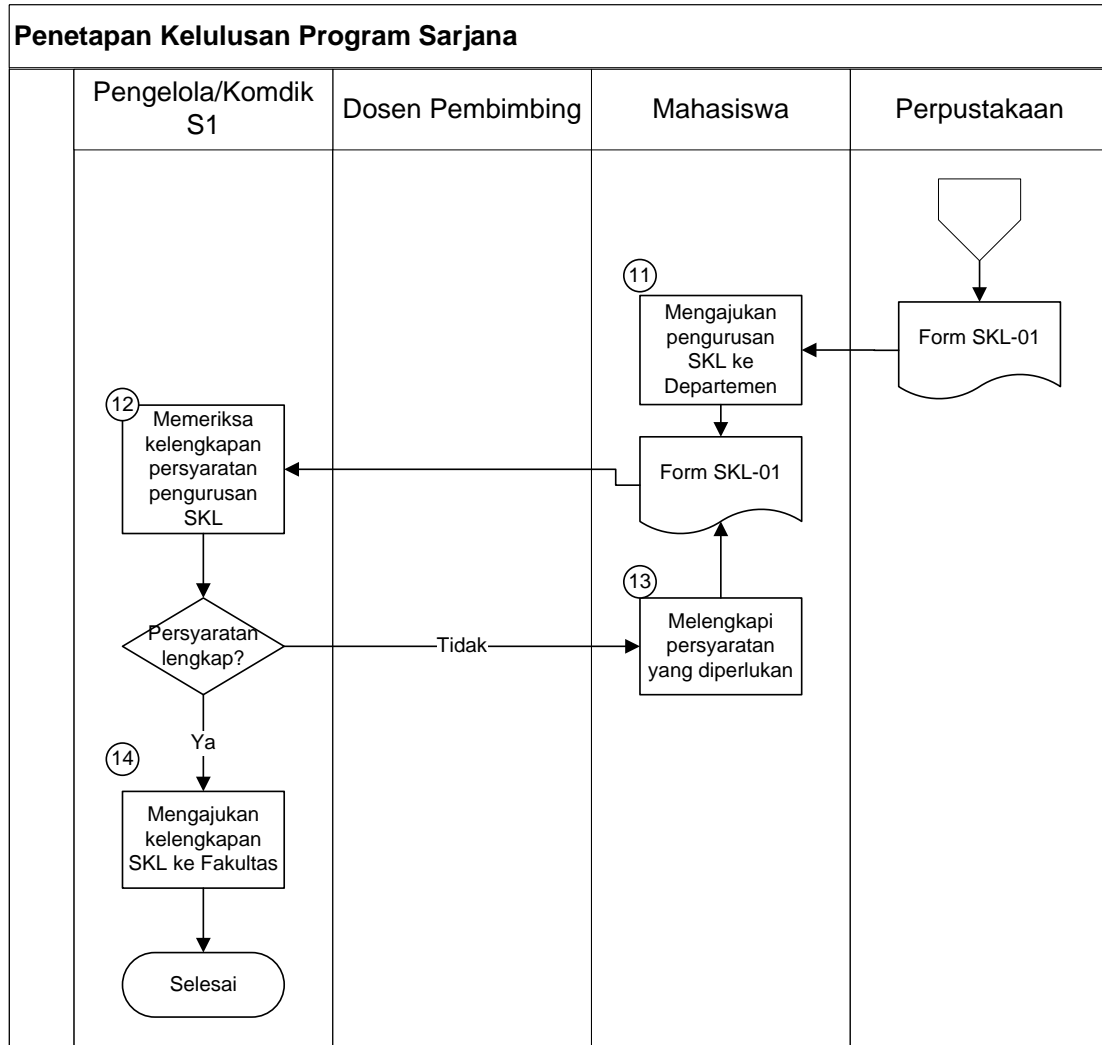 Penetapan Kelulusan Program Sarjana
Pengelola/Komdik
S1
Dosen Pembimbing
Mahasiswa
Perpustakaan
Form SKL-01
11
Mengajukan
pengurusan
SKL ke
Departemen
Form SKL-01
12
Memeriksa
kelengkapan
persyaratan
pengurusan
SKL
Persyaratan
lengkap?
Tidak
13
Melengkapi
persyaratan
yang diperlukan
Ya
14
Mengajukan
kelengkapan
SKL ke Fakultas
Selesai